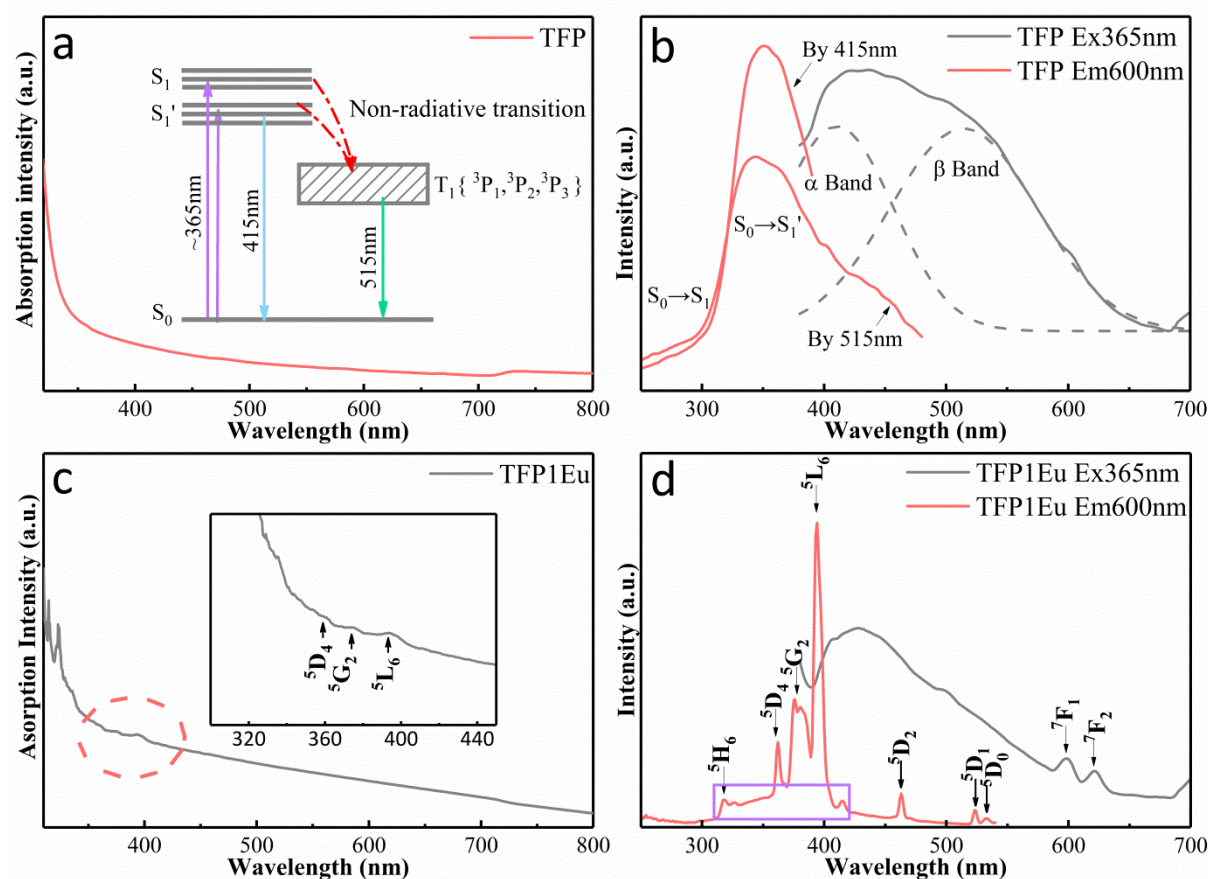 a
TFP
S₁
S₁'
Non-radiative transition
T₁{ ³P₁,³P₂,³P₃}
~365nm
415nm
515nm
S₀
Absorption intensity (a.u.)
400 500 600 700 800
Wavelength (nm)
b
TFP Ex365nm
TFP Em600nm
By 415nm
α Band
β Band
S₀→S₁'
S₀→S₁
By 515nm
Intensity (a.u.)
300 400 500 600 700
Wavelength (nm)
c
TFP1Eu
⁵D₄
⁵G₂
⁵L₆
320 360 400 440
Asorption Intensity (a.u.)
400 500 600 700 800
Wavelength (nm)
d
TFP1Eu Ex365nm
TFP1Eu Em600nm
⁵L₆
⁵H₆
⁵D₄
⁵G₂
⁵D₂
⁵D₁
⁵D₀
⁷F₁
⁷F₂
Intensity (a.u.)
300 400 500 600 700
Wavelength (nm)